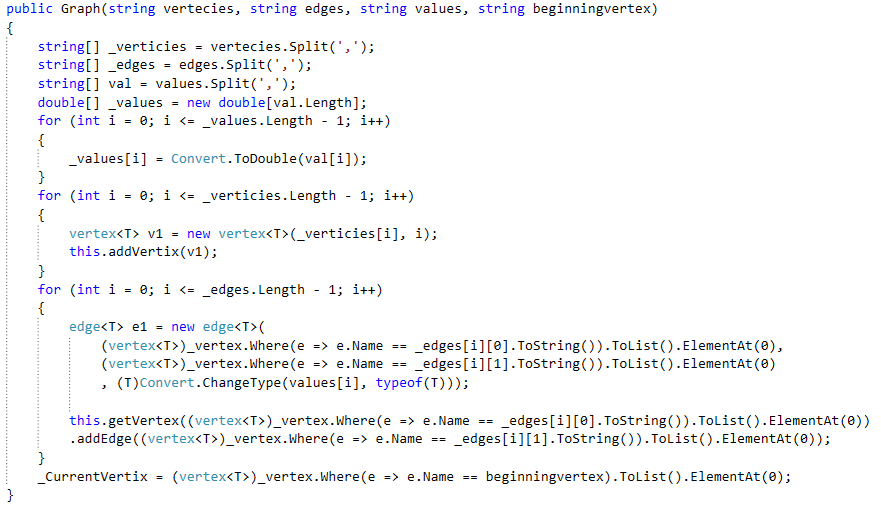 public Graph(string vertecies, string edges, string values, string beginningvertex)
{
string[] _verticies = vertecies.Split(',');
string[] _edges = edges.Split(',');
string[] val = values.Split(',');
double[] _values = new double[val.Length];
for (int i = 0; i <= _values.Length - 1; i++)
{
_values[i] = Convert.ToDouble(val[i]);
}
for (int i = 0; i <= _verticies.Length - 1; i++)
{
vertex<T> v1 = new vertex<T>(_verticies[i], i);
this.addVertix(v1);
}
for (int i = 0; i <= _edges.Length - 1; i++)
{
edge<T> e1 = new edge<T>(
(vertex<T>)_vertex.Where(e => e.Name == _edges[i][0].ToString()).ToList().ElementAt(0),
(vertex<T>)_vertex.Where(e => e.Name == _edges[i][1].ToString()).ToList().ElementAt(0)
, (T)Convert.ChangeType(values[i], typeof(T)));
this.getVertex((vertex<T>)_vertex.Where(e => e.Name == _edges[i][0].ToString()).ToList().ElementAt(0))
.addEdge((vertex<T>)_vertex.Where(e => e.Name == _edges[i][1].ToString()).ToList().ElementAt(0));
}
_CurrentVertix = (vertex<T>)_vertex.Where(e => e.Name == beginningvertex).ToList().ElementAt(0);
}